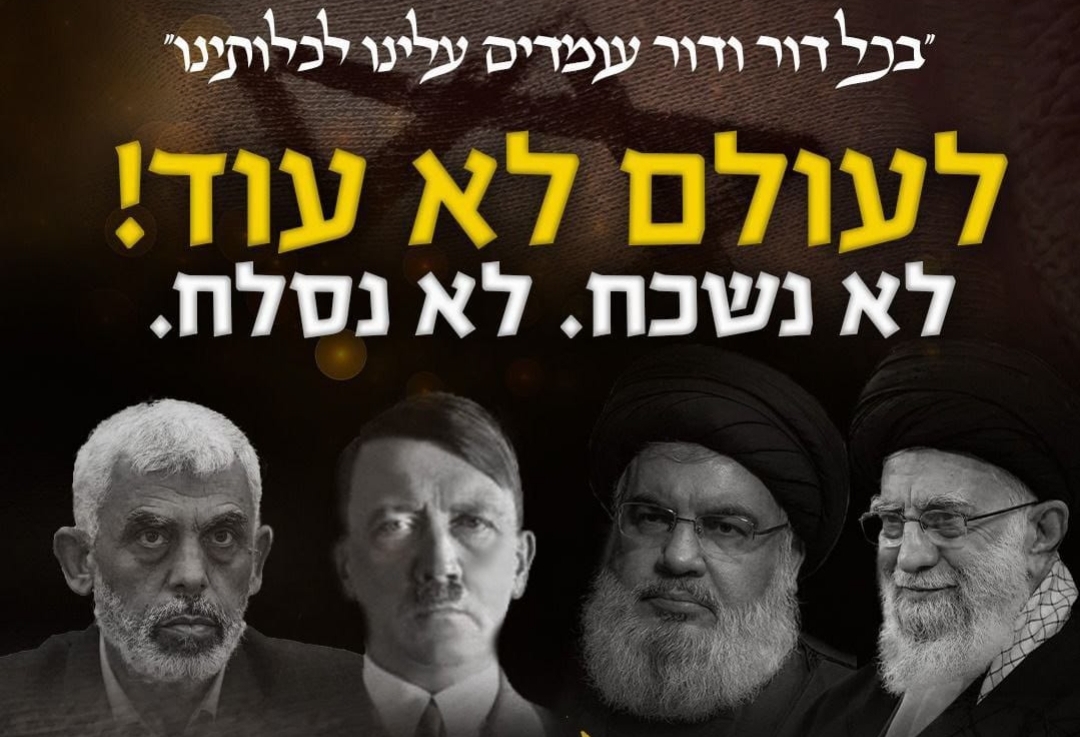 "בכל דור ודור עומדים עלינו לכלותינו"
לעולם לא עוד!
לא נשכח. לא נסלח.